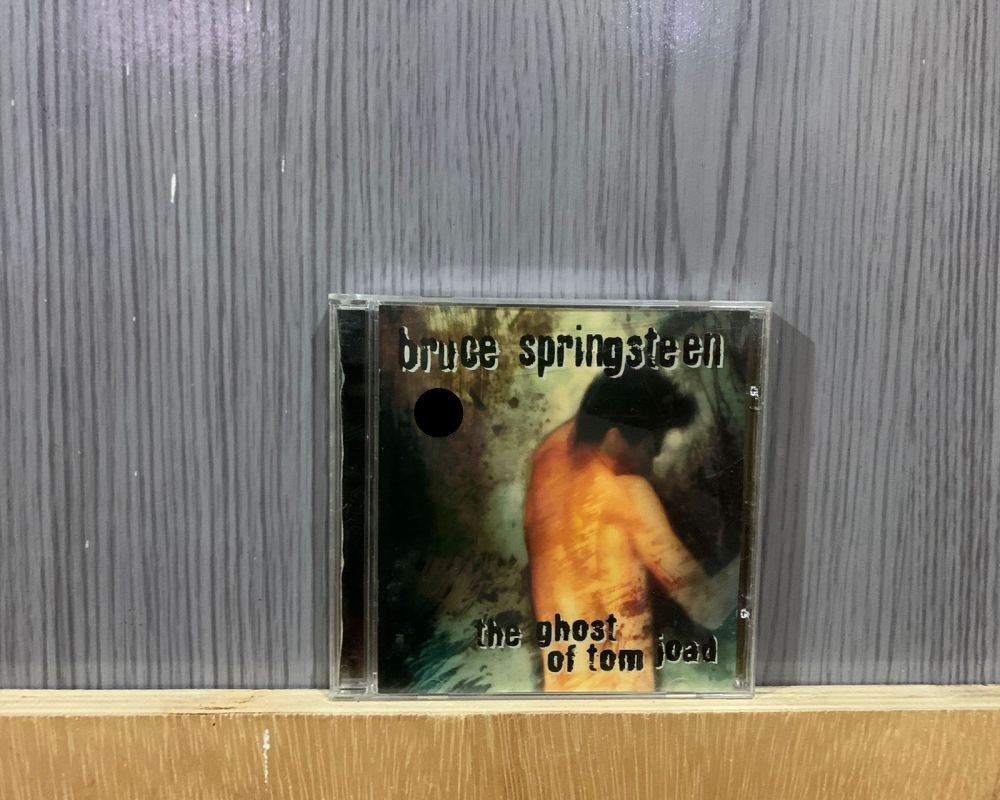 bruce springsteen
the ghost
of tom joad